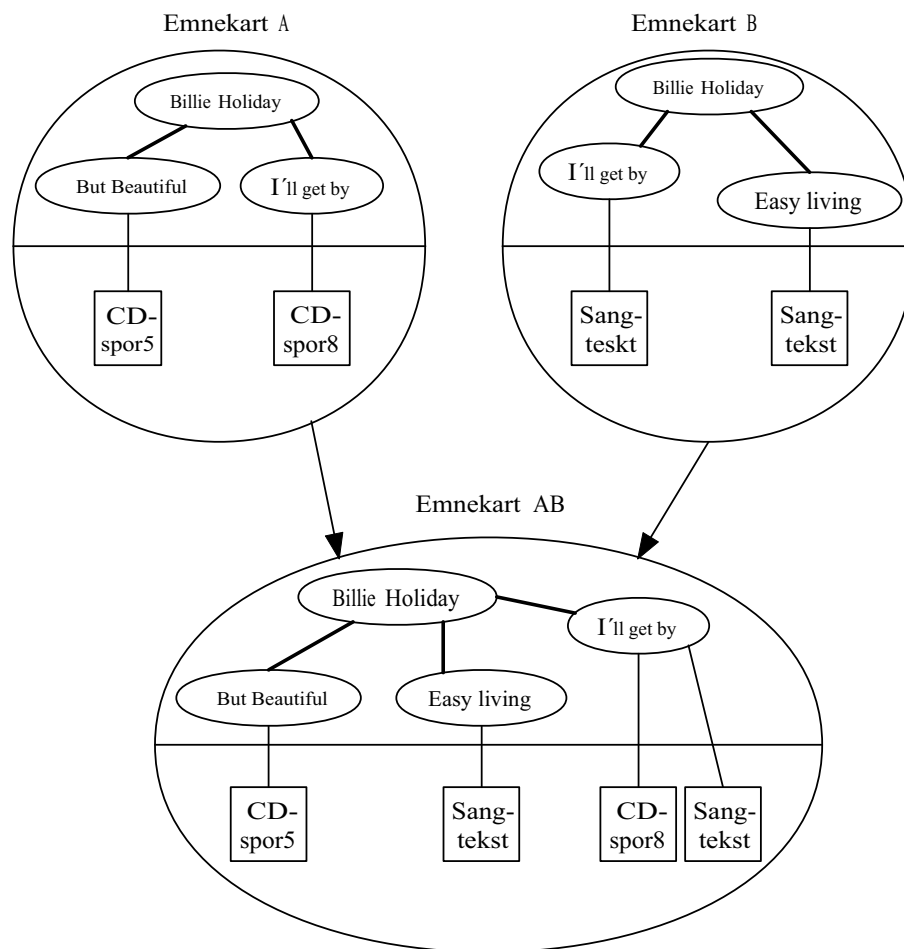 Emnekart A
Emnekart B
Billie Holiday
But Beautiful
I´ll get by
CD-
spor5
CD-
spor8
Billie Holiday
I´ll get by
Easy living
Sang-
teskt
Sang-
tekst
Emnekart AB
Billie Holiday
I´ll get by
But Beautiful
Easy living
CD-
spor5
Sang-
tekst
CD-
spor8
Sang-
tekst